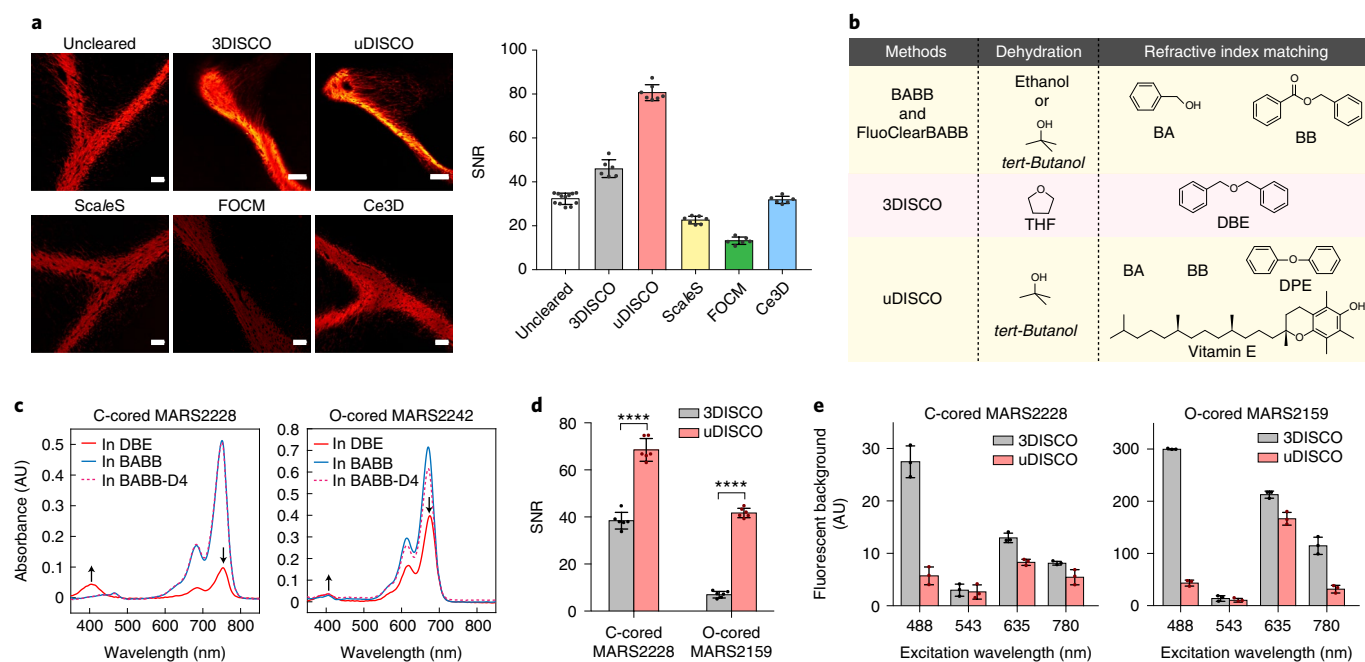 a
Uncleared 3DISCO uDISCO
ScaleS FOCM Ce3D
100
80
60
40
20
0
SNR
Uncleared 3DISCO uDISCO ScaleS FOCM Ce3D
b
Methods Dehydration Refractive index matching
BABB and FluoClearBABB
Ethanol
or
OH
tert-Butanol
OH
BA
O
O
BB
3DISCO
O
THF
O
DBE
uDISCO
OH
tert-Butanol
BA BB
O
DPE
OH
O
Vitamin E
c
C-cored MARS2228
In DBE
In BABB
In BABB-D4
0.5
0.4
0.3
0.2
0.1
0
Absorbance (AU)
400 500 600 700 800
Wavelength (nm)
O-cored MARS2242
In DBE
In BABB
In BABB-D4
0.8
0.7
0.6
0.5
0.4
0.3
0.2
0.1
0
400 500 600 700 800
Wavelength (nm)
d
3DISCO
uDISCO
**** ****
80
60
40
20
0
SNR
C-cored MARS2228
O-cored MARS2159
e
C-cored MARS2228
3DISCO
uDISCO
30
20
10
0
Fluorescent background (AU)
488 543 635 780
Excitation wavelength (nm)
O-cored MARS2159
3DISCO
uDISCO
300
200
100
0
488 543 635 780
Excitation wavelength (nm)